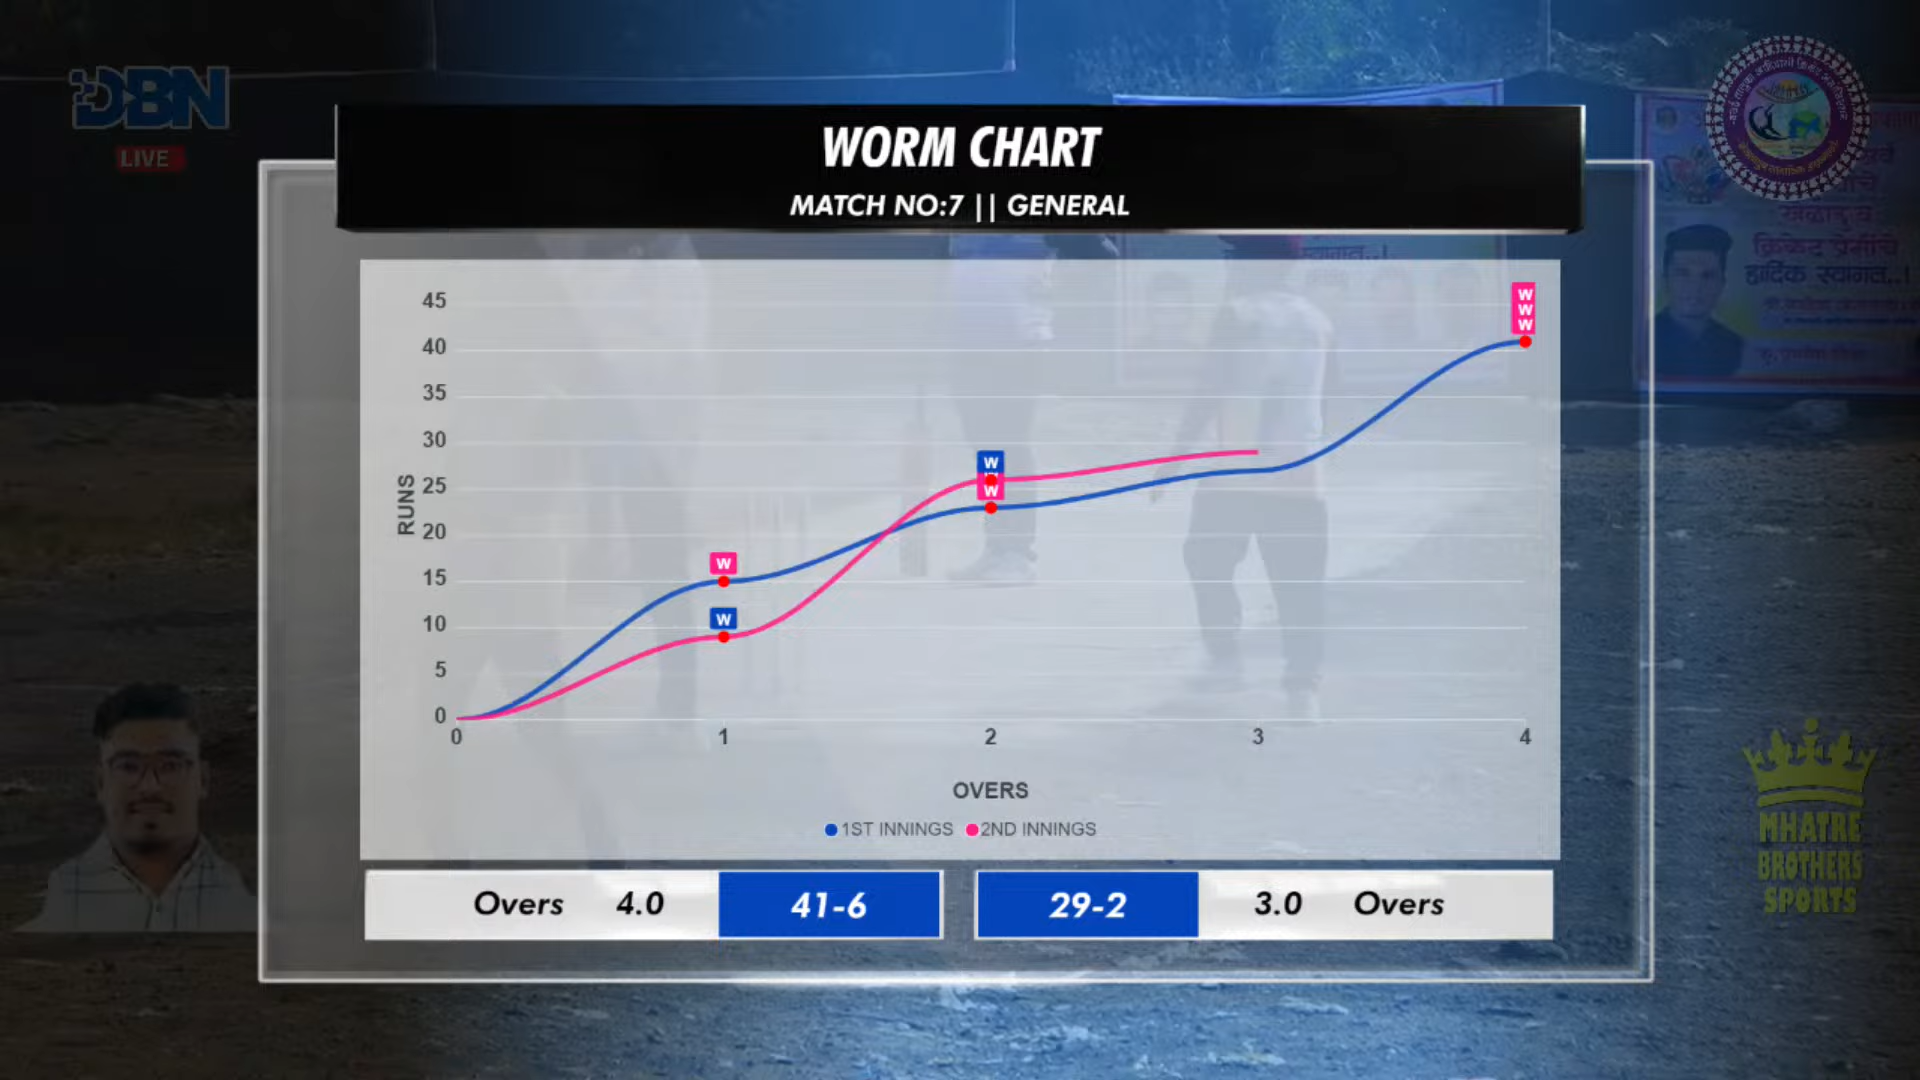 DBN
LIVE
WORM CHART
MATCH NO:7 || GENERAL
क्रिकेट प्रेमींचे
हार्दिक स्वागत..!
45
40
35
30
25
20
15
10
5
0
RUNS
W
W
W
W
W
W
W
0 1 2 3 4
OVERS
1ST INNINGS 2ND INNINGS
Overs 4.0 41-6 29-2 3.0 Overs
MHATRE
BROTHERS
SPORTS